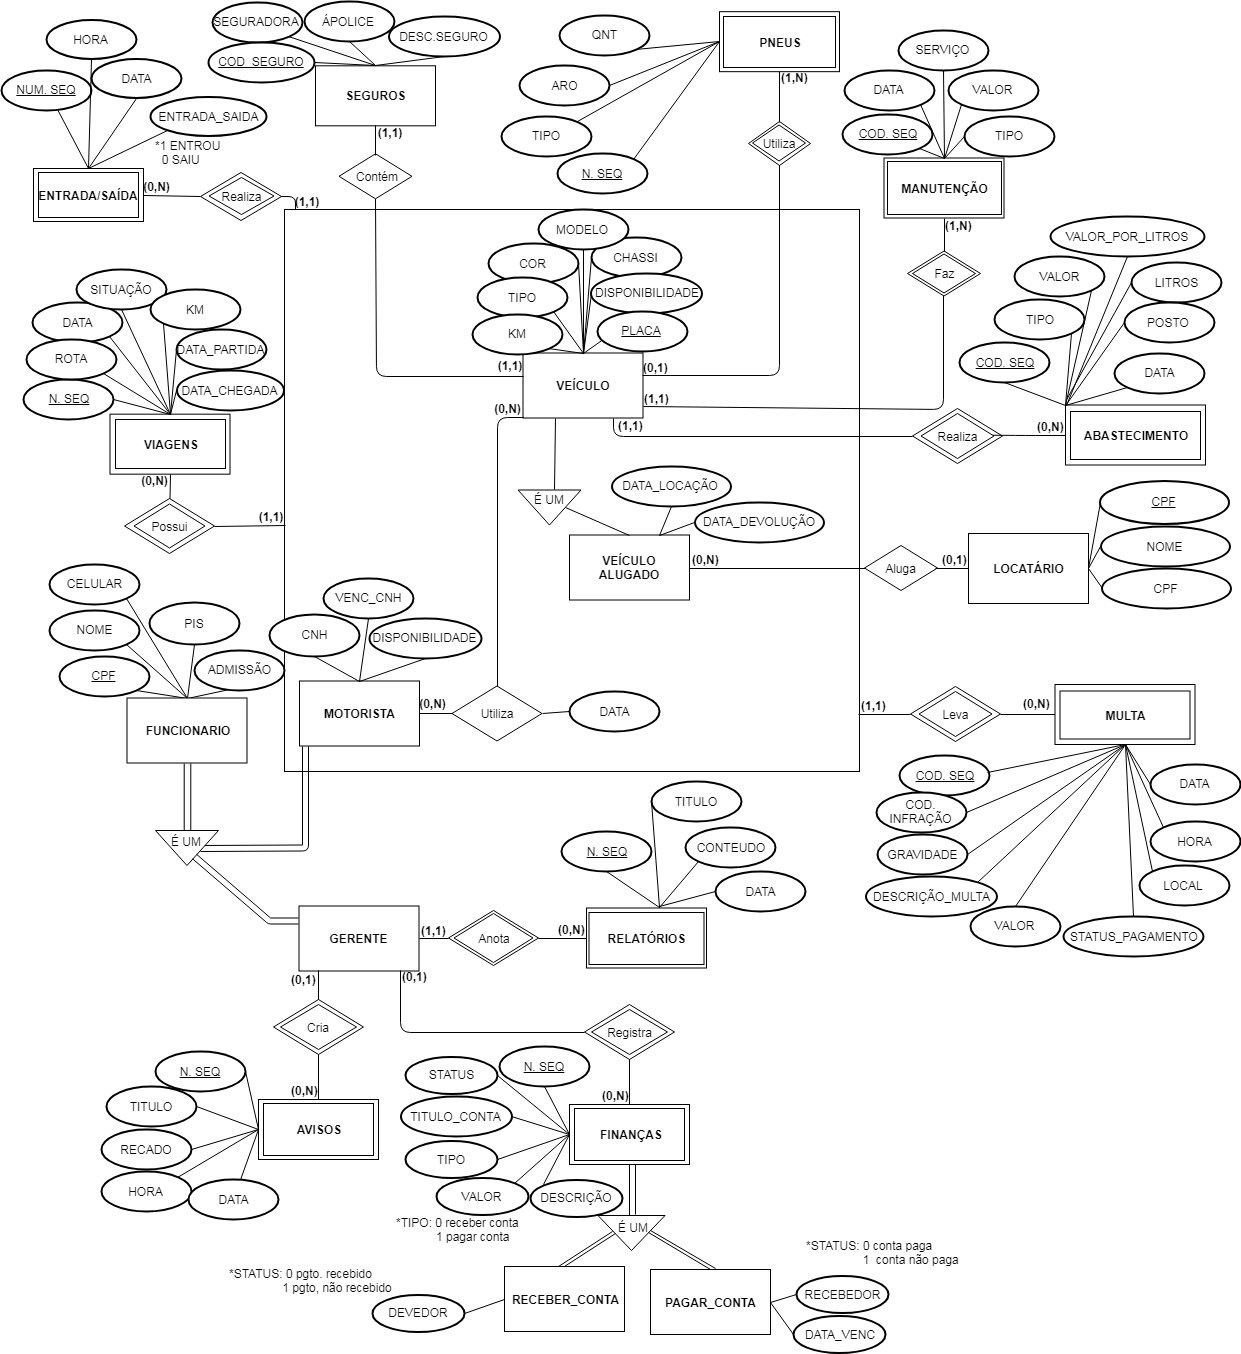 HORA
NUM. SEQ
DATA
ENTRADA_SAIDA
*1 ENTROU
0 SAIU
ENTRADA/SAÍDA
(0,N)
Realiza
(1,1)
SEGURADORA
ÁPOLICE
DESC.SEGURO
COD_SEGURO
SEGUROS
(1,1)
Contém
(1,1)
QNT
ARO
TIPO
N. SEQ
PNEUS
(1,N)
Utiliza
(0,1)
SERVIÇO
DATA
VALOR
COD. SEQ
TIPO
MANUTENÇÃO
(1,N)
Faz
(1,1)
VALOR_POR_LITROS
VALOR
LITROS
TIPO
POSTO
COD. SEQ
DATA
ABASTECIMENTO
(0,N)
Realiza
(1,1)
MODELO
COR
CHASSI
TIPO
DISPONIBILIDADE
KM
PLACA
VEÍCULO
(0,N)
É UM
SITUAÇÃO
DATA
KM
ROTA
DATA_PARTIDA
N. SEQ
DATA_CHEGADA
VIAGENS
(0,N)
Possui
(1,1)
DATA_LOCAÇÃO
DATA_DEVOLUÇÃO
VEÍCULO
ALUGADO
(0,N)
Aluga
(0,1)
LOCATÁRIO
CPF
NOME
CPF
CELULAR
NOME
PIS
CPF
ADMISSÃO
FUNCIONARIO
É UM
VENC_CNH
CNH
DISPONIBILIDADE
MOTORISTA
(0,N)
Utiliza
DATA
(1,1)
Leva
(0,N)
MULTA
COD. SEQ
COD.
INFRAÇÃO
GRAVIDADE
DESCRIÇÃO_MULTA
VALOR
STATUS_PAGAMENTO
LOCAL
HORA
DATA
TITULO
N. SEQ
CONTEUDO
DATA
GERENTE
(1,1)
Anota
(0,N)
RELATÓRIOS
(0,1)
(0,1)
Cria
Registra
(0,N)
(0,N)
N. SEQ
TITULO
RECADO
HORA
DATA
AVISOS
STATUS
N. SEQ
TITULO_CONTA
TIPO
VALOR
DESCRIÇÃO
FINANÇAS
*TIPO: 0 receber conta
1 pagar conta
É UM
*STATUS: 0 pgto. recebido
1 pgto, não recebido
*STATUS: 0 conta paga
1 conta não paga
DEVEDOR
RECEBER_CONTA
PAGAR_CONTA
RECEBEDOR
DATA_VENC